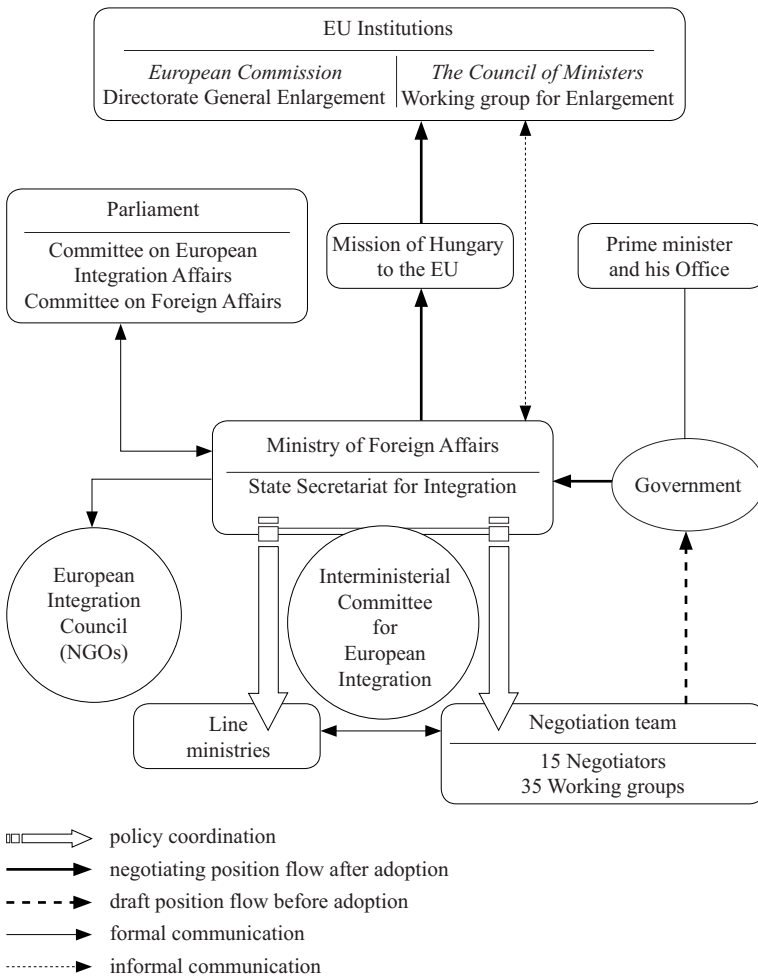 EU Institutions
European Commission
Directorate General Enlargement
The Council of Ministers
Working group for Enlargement
Parliament
Committee on European
Integration Affairs
Committee on Foreign Affairs
Mission of Hungary
to the EU
Prime minister
and his Office
Ministry of Foreign Affairs
State Secretariat for Integration
Government
European
Integration
Council
(NGOs)
Interministerial
Committee
for
European
Integration
Line
ministries
Negotiation team
15 Negotiators
35 Working groups
policy coordination
negotiating position flow after adoption
draft position flow before adoption
formal communication
informal communication